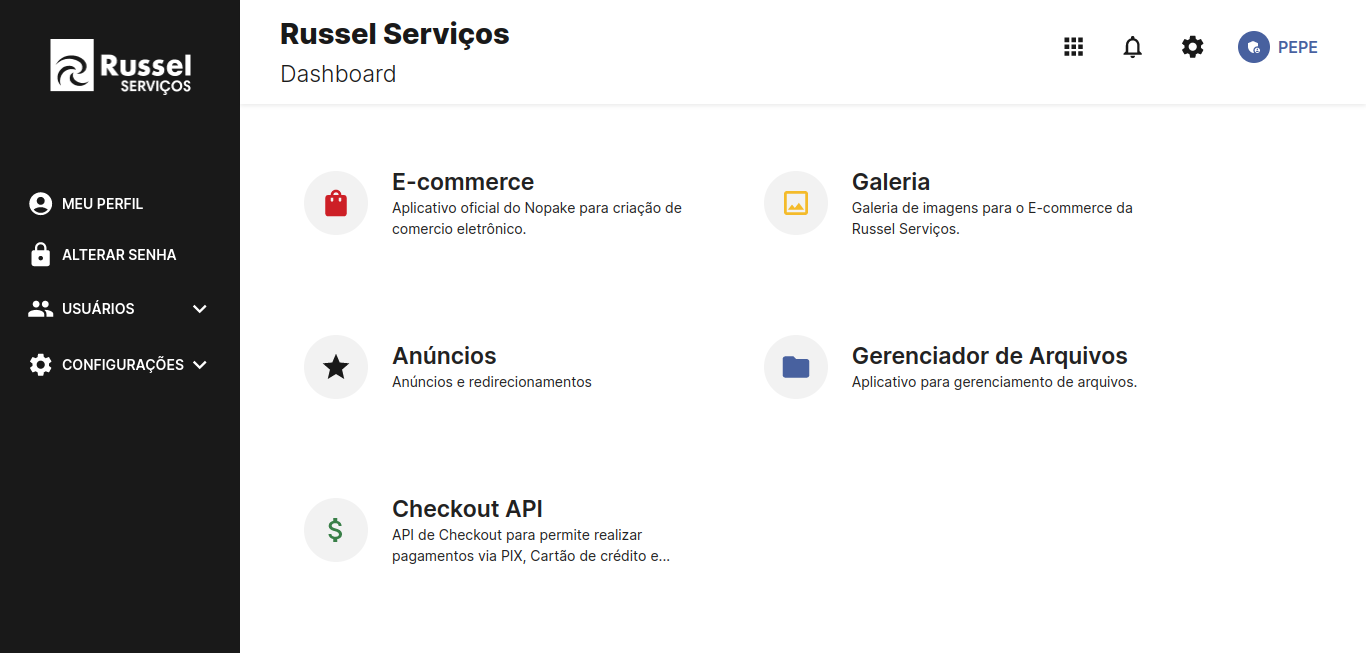 Russel
SERVIÇOS
MEU PERFIL
ALTERAR SENHA
USUÁRIOS
CONFIGURAÇÕES
Russel Serviços
Dashboard
PEPE
E-commerce
Aplicativo oficial do Nopake para criação de
comercio eletrônico.
Galeria
Galeria de imagens para o E-commerce da
Russel Serviços.
Anúncios
Anúncios e redirecionamentos
Gerenciador de Arquivos
Aplicativo para gerenciamento de arquivos.
Checkout API
API de Checkout para permite realizar
pagamentos via PIX, Cartão de crédito e...